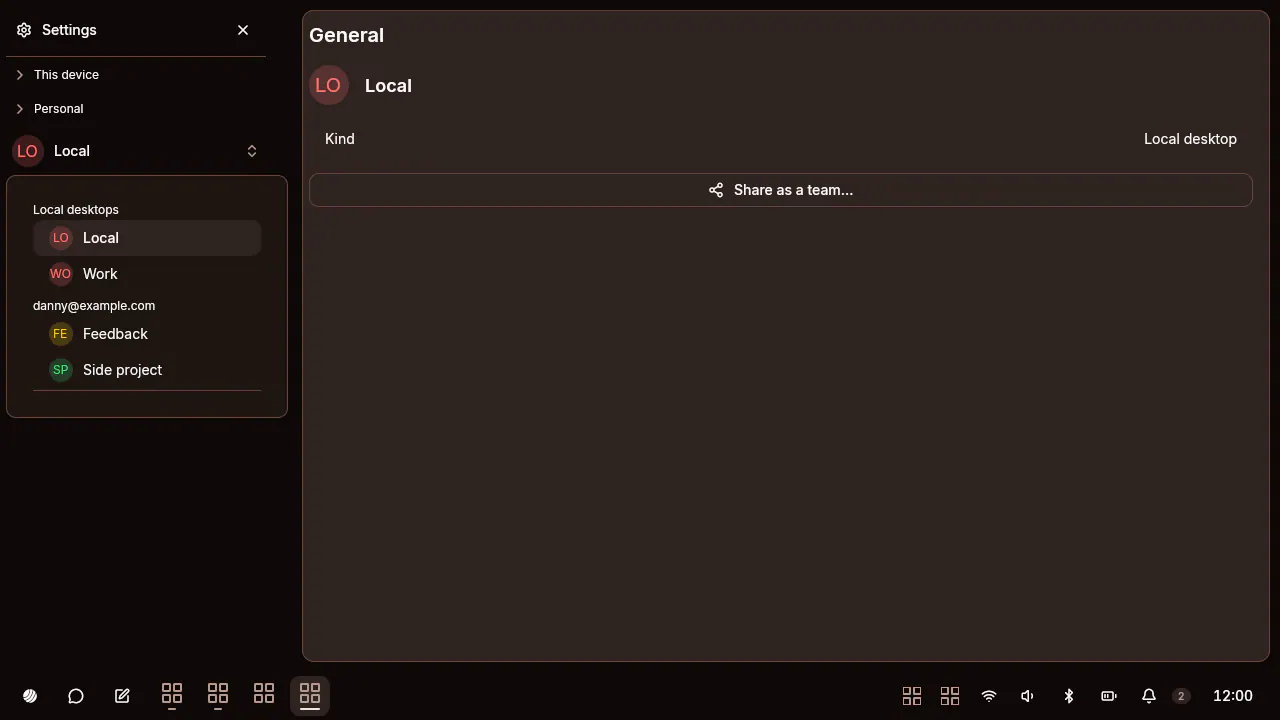 Settings
This device
Personal
LO Local
Local desktops
LO Local
WO Work
danny@example.com
FE Feedback
SP Side project
General
LO Local
Kind Local desktop
Share as a team...
2 12:00